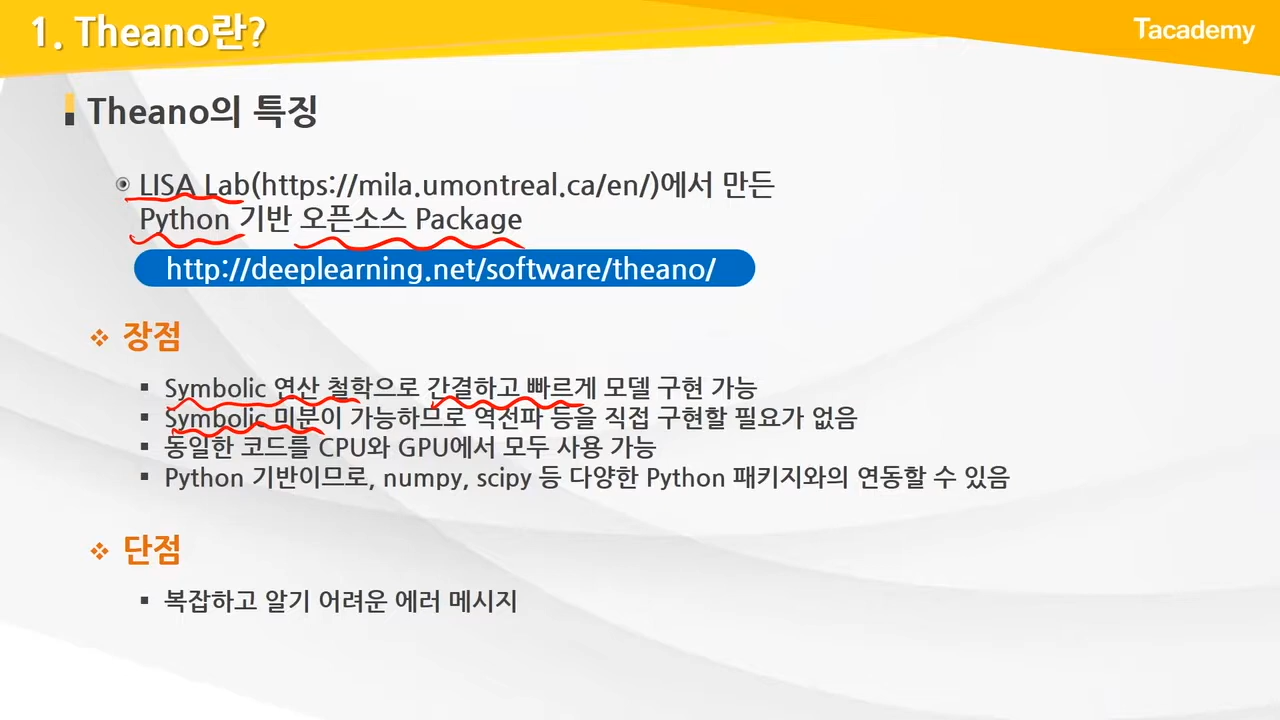 1. Theano란?
Tacademy
Theano의 특징
LISA Lab(https://mila.umontreal.ca/en/)에서 만든
Python 기반 오픈소스 Package
http://deeplearning.net/software/theano/
❖ 장점
▪ Symbolic 연산 철학으로 간결하고 빠르게 모델 구현 가능
▪ Symbolic 미분이 가능하므로 역전파 등을 직접 구현할 필요가 없음
▪ 동일한 코드를 CPU와 GPU에서 모두 사용 가능
▪ Python 기반이므로, numpy, scipy 등 다양한 Python 패키지와의 연동할 수 있음
❖ 단점
▪ 복잡하고 알기 어려운 에러 메시지